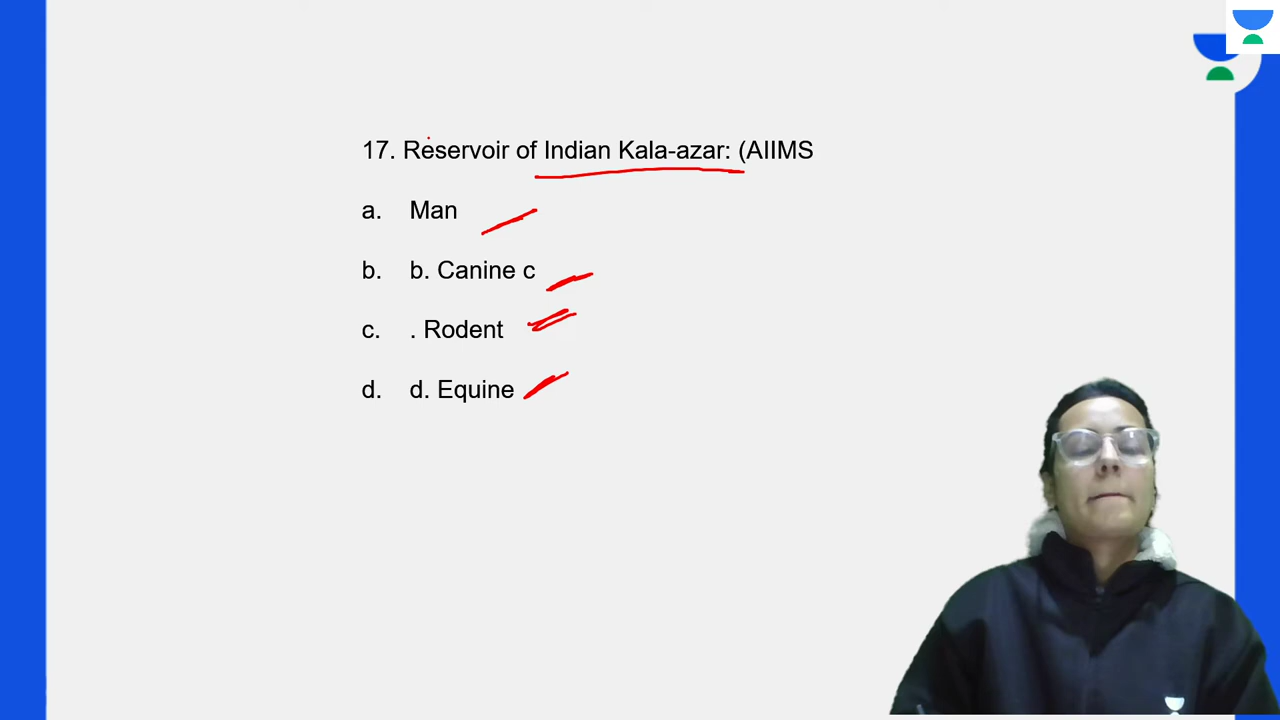 17. Reservoir of Indian Kala-azar: (AIIMS
a. Man
b. b. Canine c
c. . Rodent
d. d. Equine